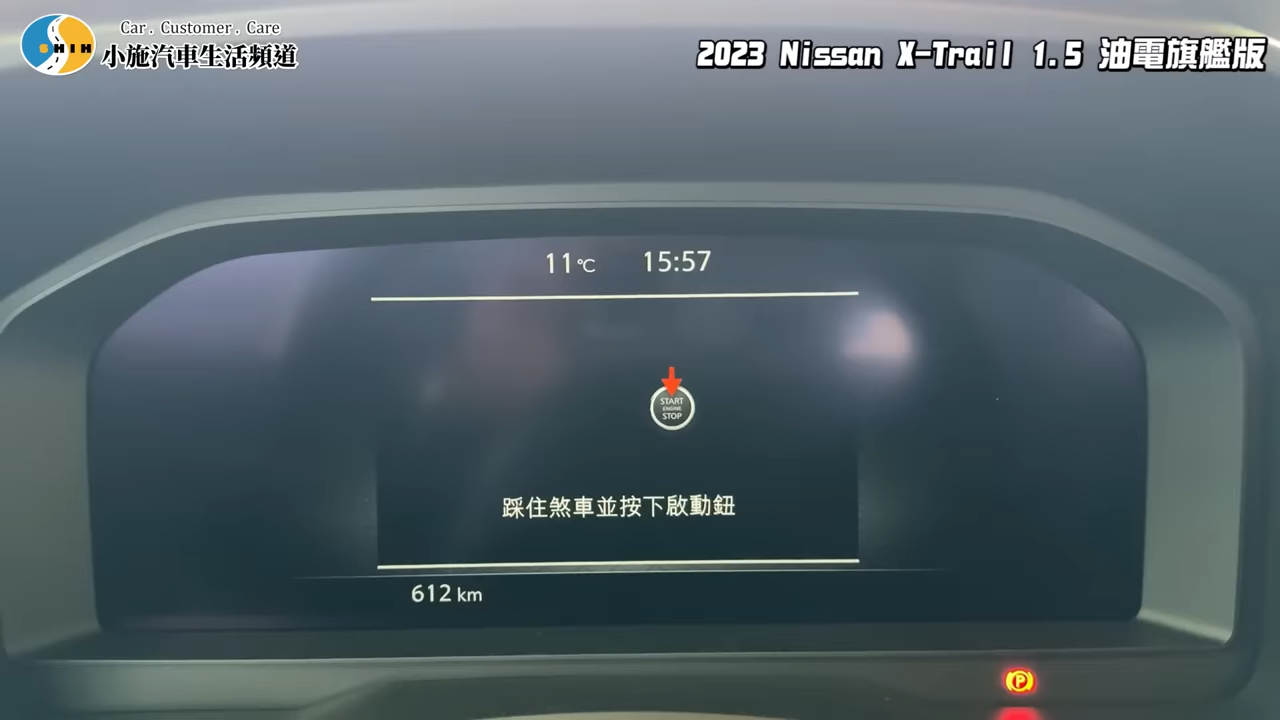 Car . Customer . Care
SHIH
小施汽車生活頻道
2023 Nissan X-Trail 1.5 油電旗艦版
11℃ 15:57
START
ENGINE
STOP
踩住煞車並按下啟動鈕
612 km
P